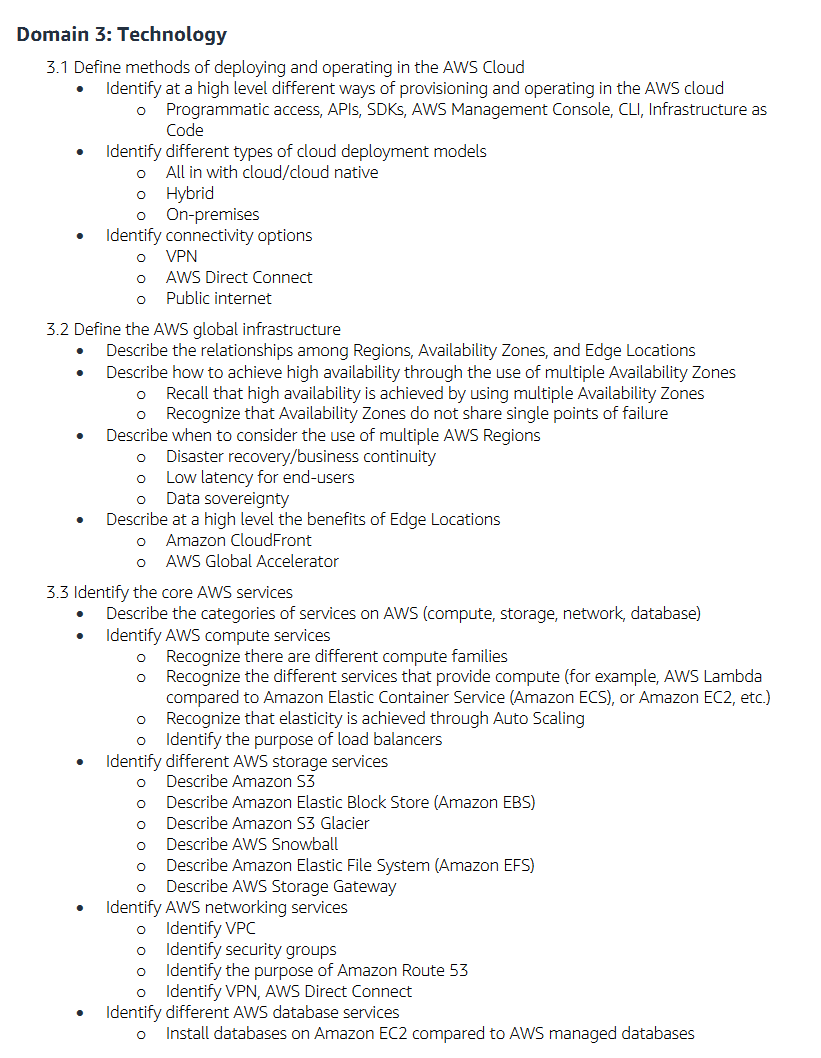 Domain 3: Technology
3.1 Define methods of deploying and operating in the AWS Cloud
• Identify at a high level different ways of provisioning and operating in the AWS cloud
o Programmatic access, APIs, SDKs, AWS Management Console, CLI, Infrastructure as
Code
• Identify different types of cloud deployment models
o All in with cloud/cloud native
o Hybrid
o On-premises
• Identify connectivity options
o VPN
o AWS Direct Connect
o Public internet
3.2 Define the AWS global infrastructure
• Describe the relationships among Regions, Availability Zones, and Edge Locations
• Describe how to achieve high availability through the use of multiple Availability Zones
o Recall that high availability is achieved by using multiple Availability Zones
o Recognize that Availability Zones do not share single points of failure
• Describe when to consider the use of multiple AWS Regions
o Disaster recovery/business continuity
o Low latency for end-users
o Data sovereignty
• Describe at a high level the benefits of Edge Locations
o Amazon CloudFront
o AWS Global Accelerator
3.3 Identify the core AWS services
• Describe the categories of services on AWS (compute, storage, network, database)
• Identify AWS compute services
o Recognize there are different compute families
o Recognize the different services that provide compute (for example, AWS Lambda
compared to Amazon Elastic Container Service (Amazon ECS), or Amazon EC2, etc.)
o Recognize that elasticity is achieved through Auto Scaling
o Identify the purpose of load balancers
• Identify different AWS storage services
o Describe Amazon S3
o Describe Amazon Elastic Block Store (Amazon EBS)
o Describe Amazon S3 Glacier
o Describe AWS Snowball
o Describe Amazon Elastic File System (Amazon EFS)
o Describe AWS Storage Gateway
• Identify AWS networking services
o Identify VPC
o Identify security groups
o Identify the purpose of Amazon Route 53
o Identify VPN, AWS Direct Connect
• Identify different AWS database services
o Install databases on Amazon EC2 compared to AWS managed databases